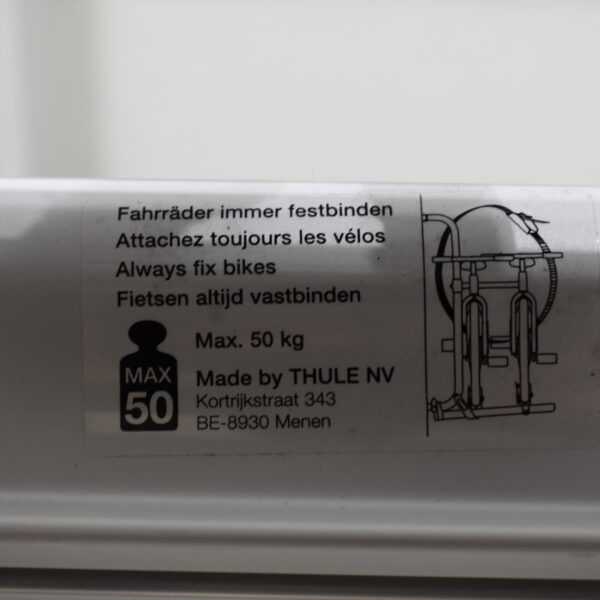 Fahrräder immer festbinden
Attachez toujours les vélos
Always fix bikes
Fietsen altijd vastbinden
MAX
50
Max. 50 kg
Made by THULE NV
Kortrijkstraat 343
BE-8930 Menen